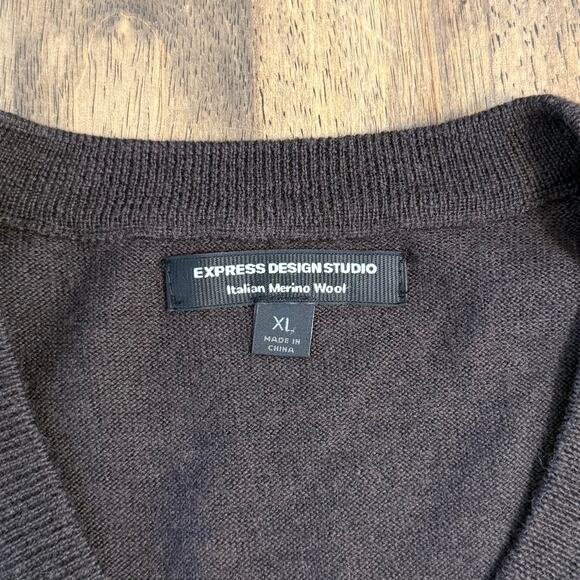 EXPRESS DESIGN STUDIO
Italian Merino Wool
XL
MADE IN
CHINA